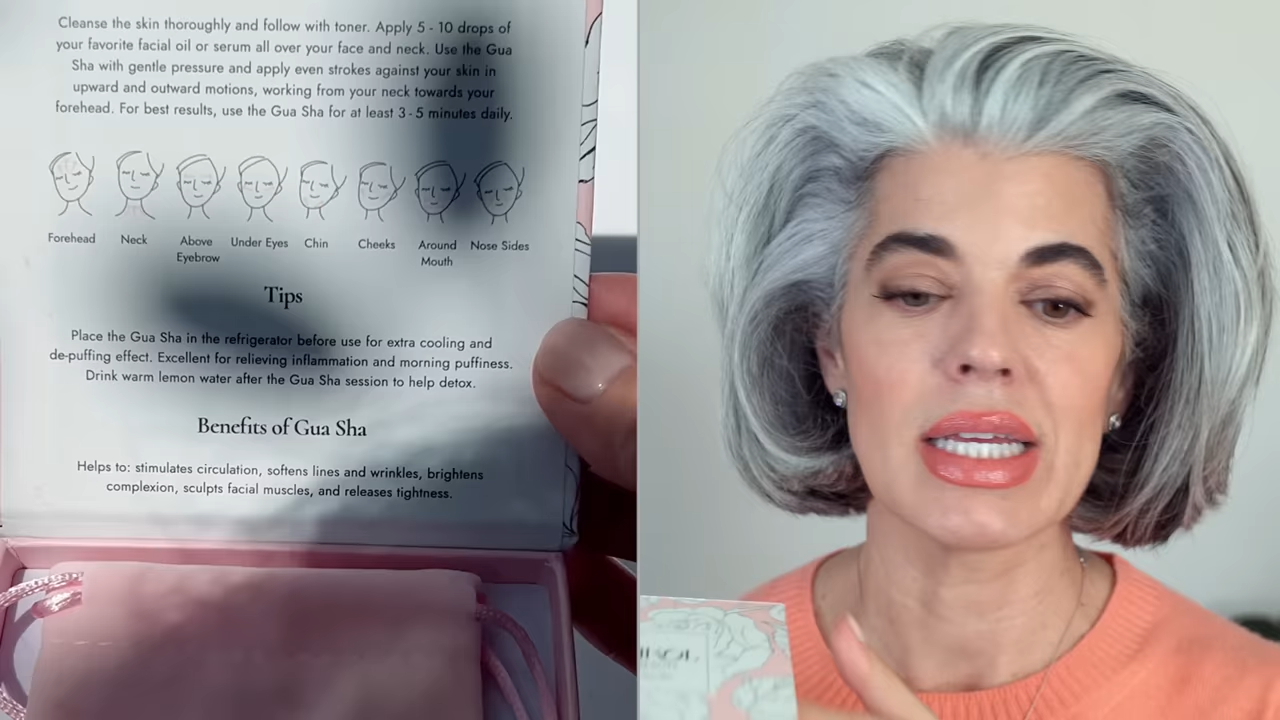 Cleanse the skin thoroughly and follow with toner. Apply 5 - 10 drops of
your favorite facial oil or serum all over your face and neck. Use the Gua
Sha with gentle pressure and apply even strokes against your skin in
upward and outward motions, working from your neck towards your
forehead. For best results, use the Gua Sha for at least 3 - 5 minutes daily.
Forehead
Neck
Above
Eyebrow
Under Eyes
Chin
Cheeks
Around
Mouth
Nose Sides
Tips
Place the Gua Sha in the refrigerator before use for extra cooling and
de-puffing effect. Excellent for relieving inflammation and morning puffiness.
Drink warm lemon water after the Gua Sha session to help detox.
Benefits of Gua Sha
Helps to: stimulates circulation, softens lines and wrinkles, brightens
complexion, sculpts facial muscles, and releases tightness.